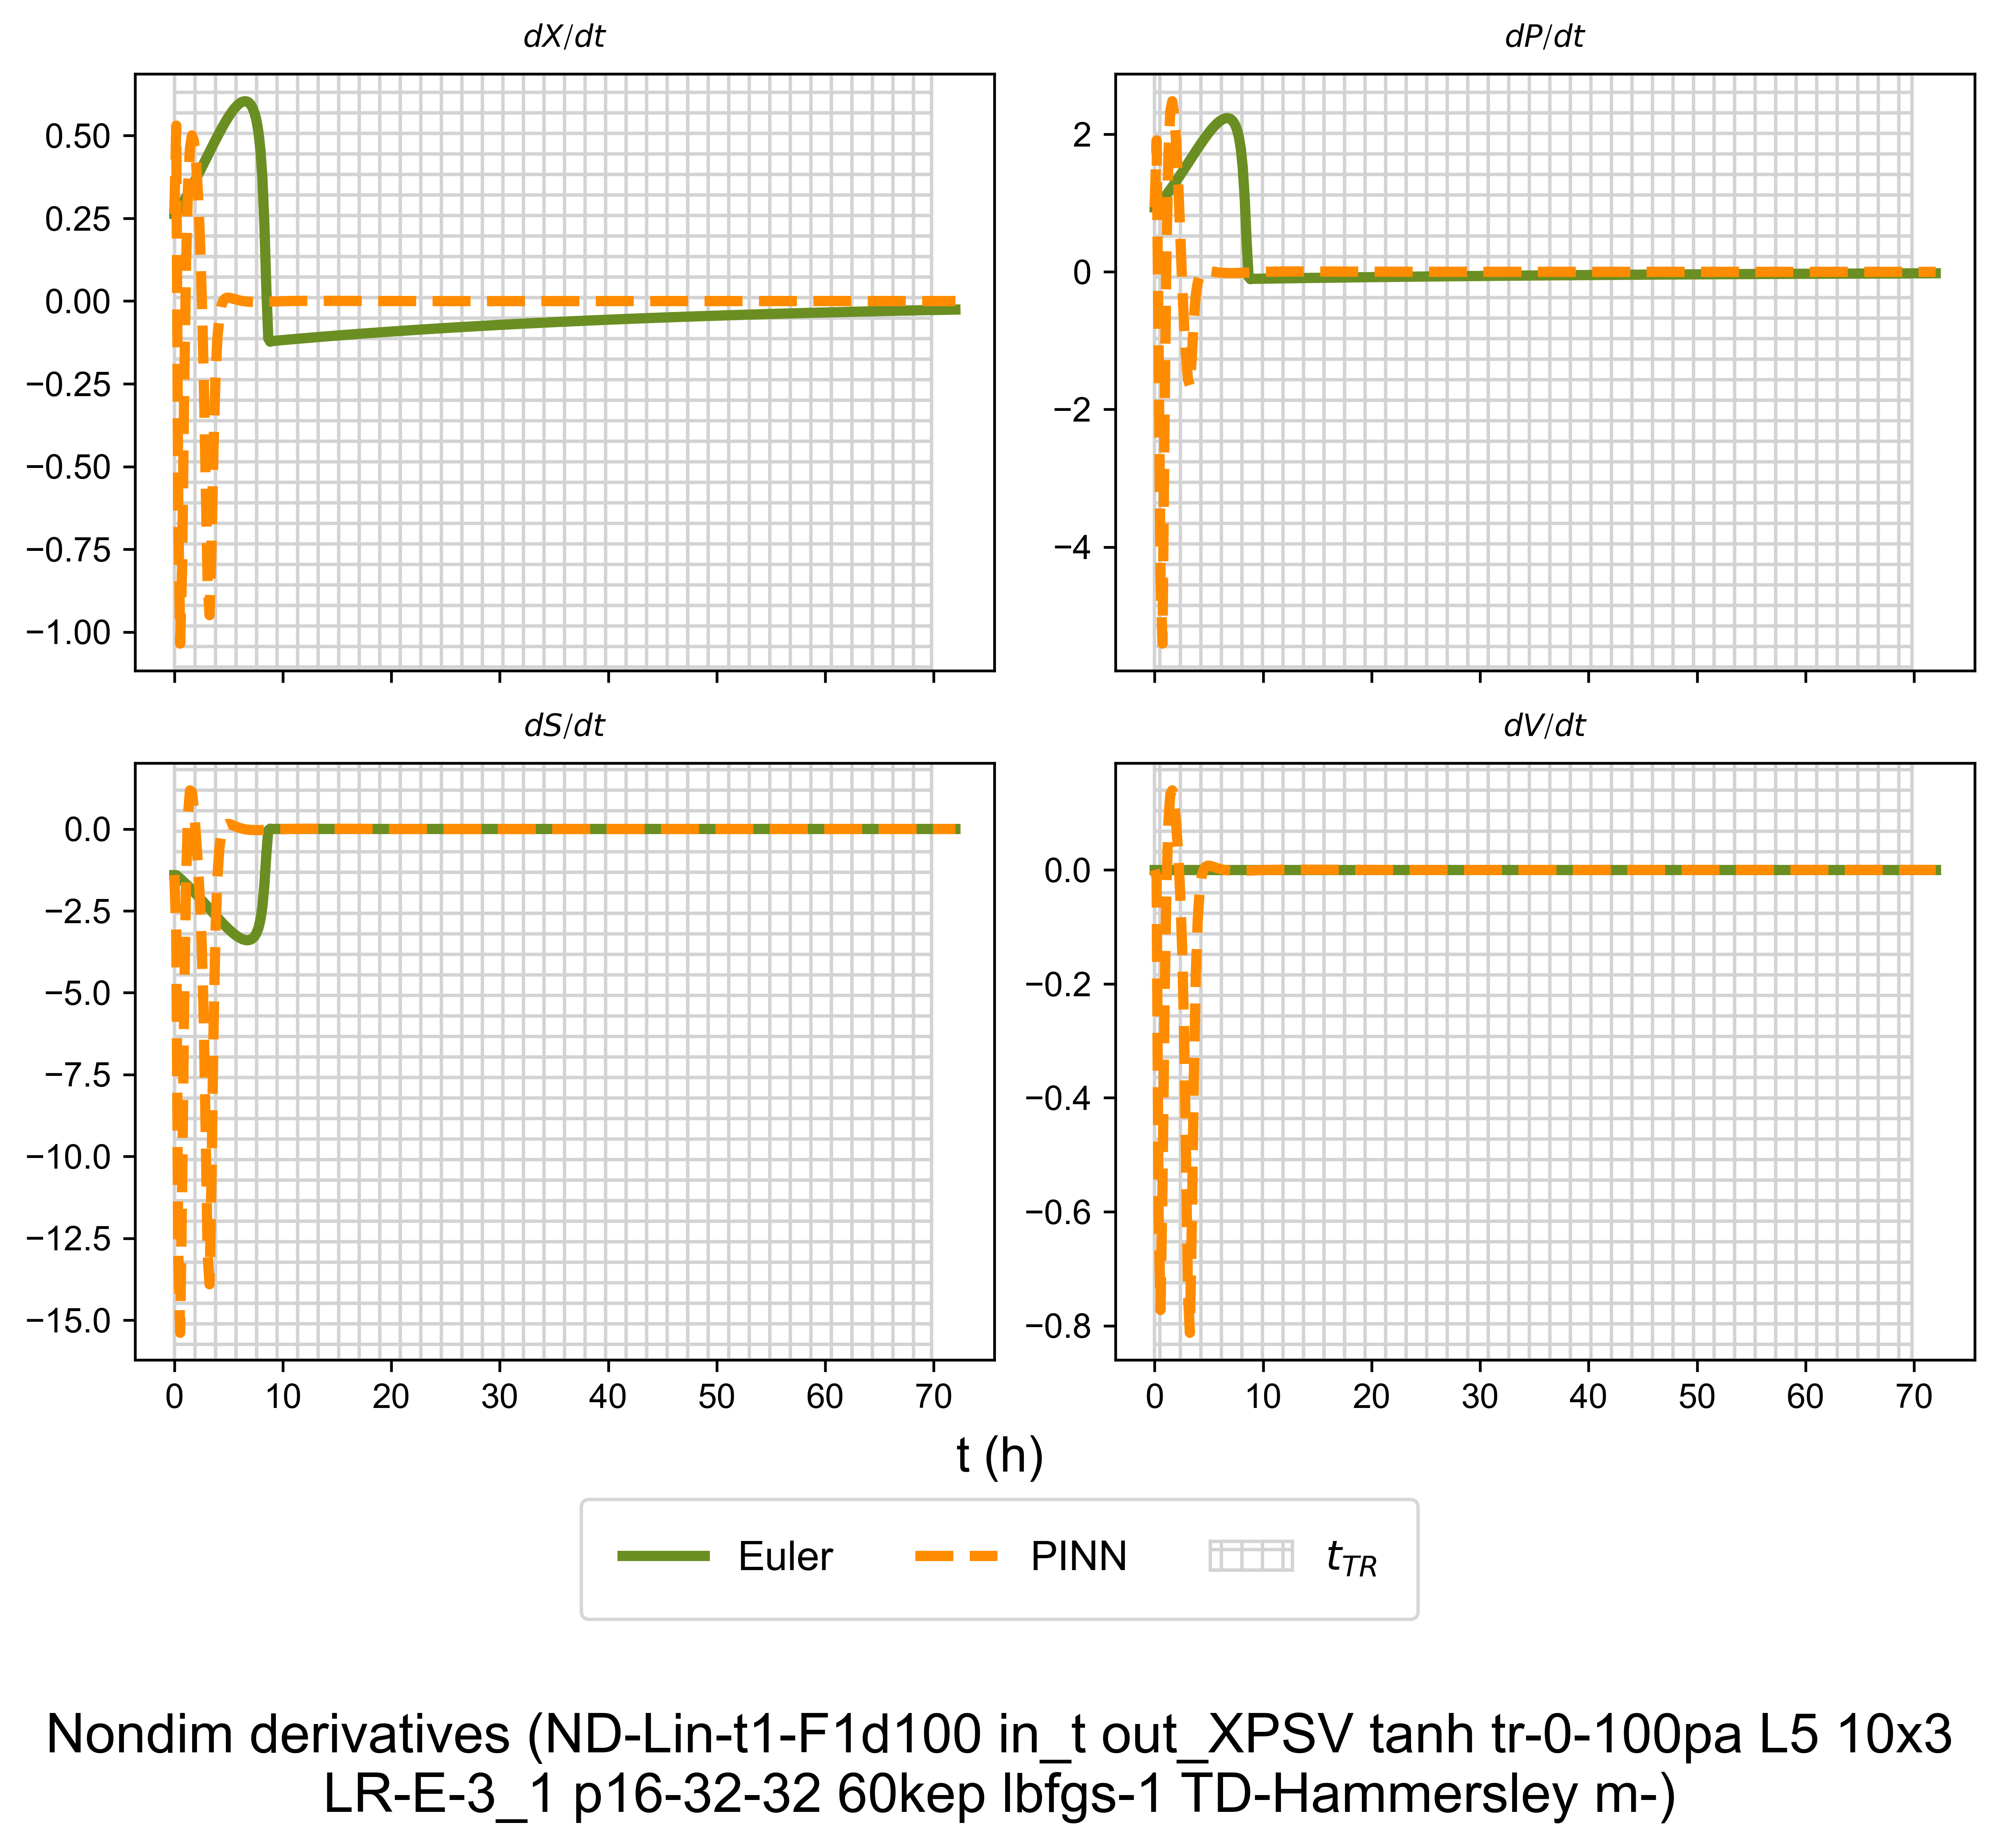 dX/dt
dP/dt
0.50
0.25
0.00
−0.25
−0.50
−0.75
−1.00
2
0
−2
−4
dS/dt
dV/dt
0.0
−2.5
−5.0
−7.5
−10.0
−12.5
−15.0
0 10 20 30 40 50 60 70
0.0
−0.2
−0.4
−0.6
−0.8
0 10 20 30 40 50 60 70
t (h)
Euler PINN t_TR
Nondim derivatives (ND-Lin-t1-F1d100 in_t out_XPSV tanh tr-0-100pa L5 10x3
LR-E-3_1 p16-32-32 60kep lbfgs-1 TD-Hammersley m-)